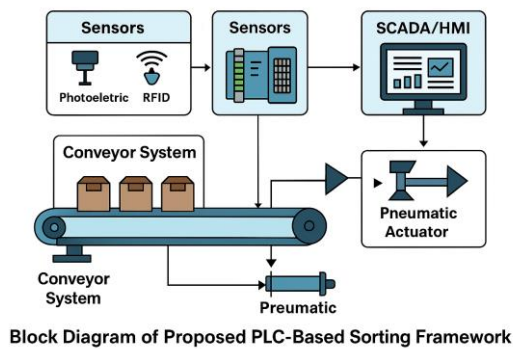 Sensors
Photoeletric
RFID
Sensors
SCADA/HMI
Conveyor System
Pneumatic
Actuator
Conveyor
System
Pneumatic
Block Diagram of Proposed PLC-Based Sorting Framework